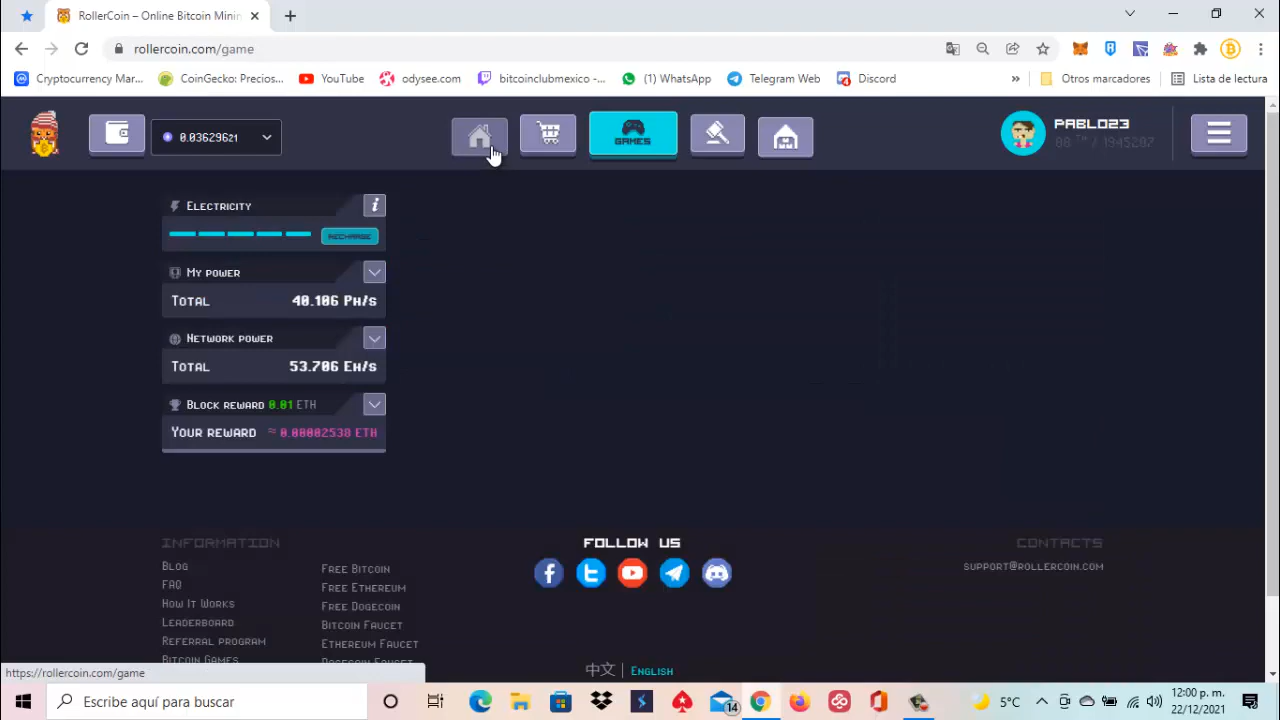 RollerCoin – Online Bitcoin Minin
rollercoin.com/game
Cryptocurrency Mar...
CoinGecko: Precios...
YouTube
odysee.com
bitcoinclubmexico -...
(1) WhatsApp
Telegram Web
Discord
»
Otros marcadores
Lista de lectura
0.03629621
GAMES
PABLO23
ELECTRICITY
i
RECHARGE
MY POWER
TOTAL 40.106 PH/S
NETWORK POWER
TOTAL 53.706 EH/S
BLOCK REWARD 0.01 ETH
YOUR REWARD ≈ 0.00002538 ETH
INFORMATION
BLOG
FAQ
HOW IT WORKS
LEADERBOARD
REFERRAL PROGRAM
BITCOIN GAMES
FREE BITCOIN
FREE ETHEREUM
FREE DOGECOIN
BITCOIN FAUCET
ETHEREUM FAUCET
DOGECOIN FAUCET
FOLLOW US
中文 | ENGLISH
CONTACTS
SUPPORT@ROLLERCOIN.COM
https://rollercoin.com/game
Escribe aquí para buscar
14
5°C
12:00 p. m.
22/12/2021